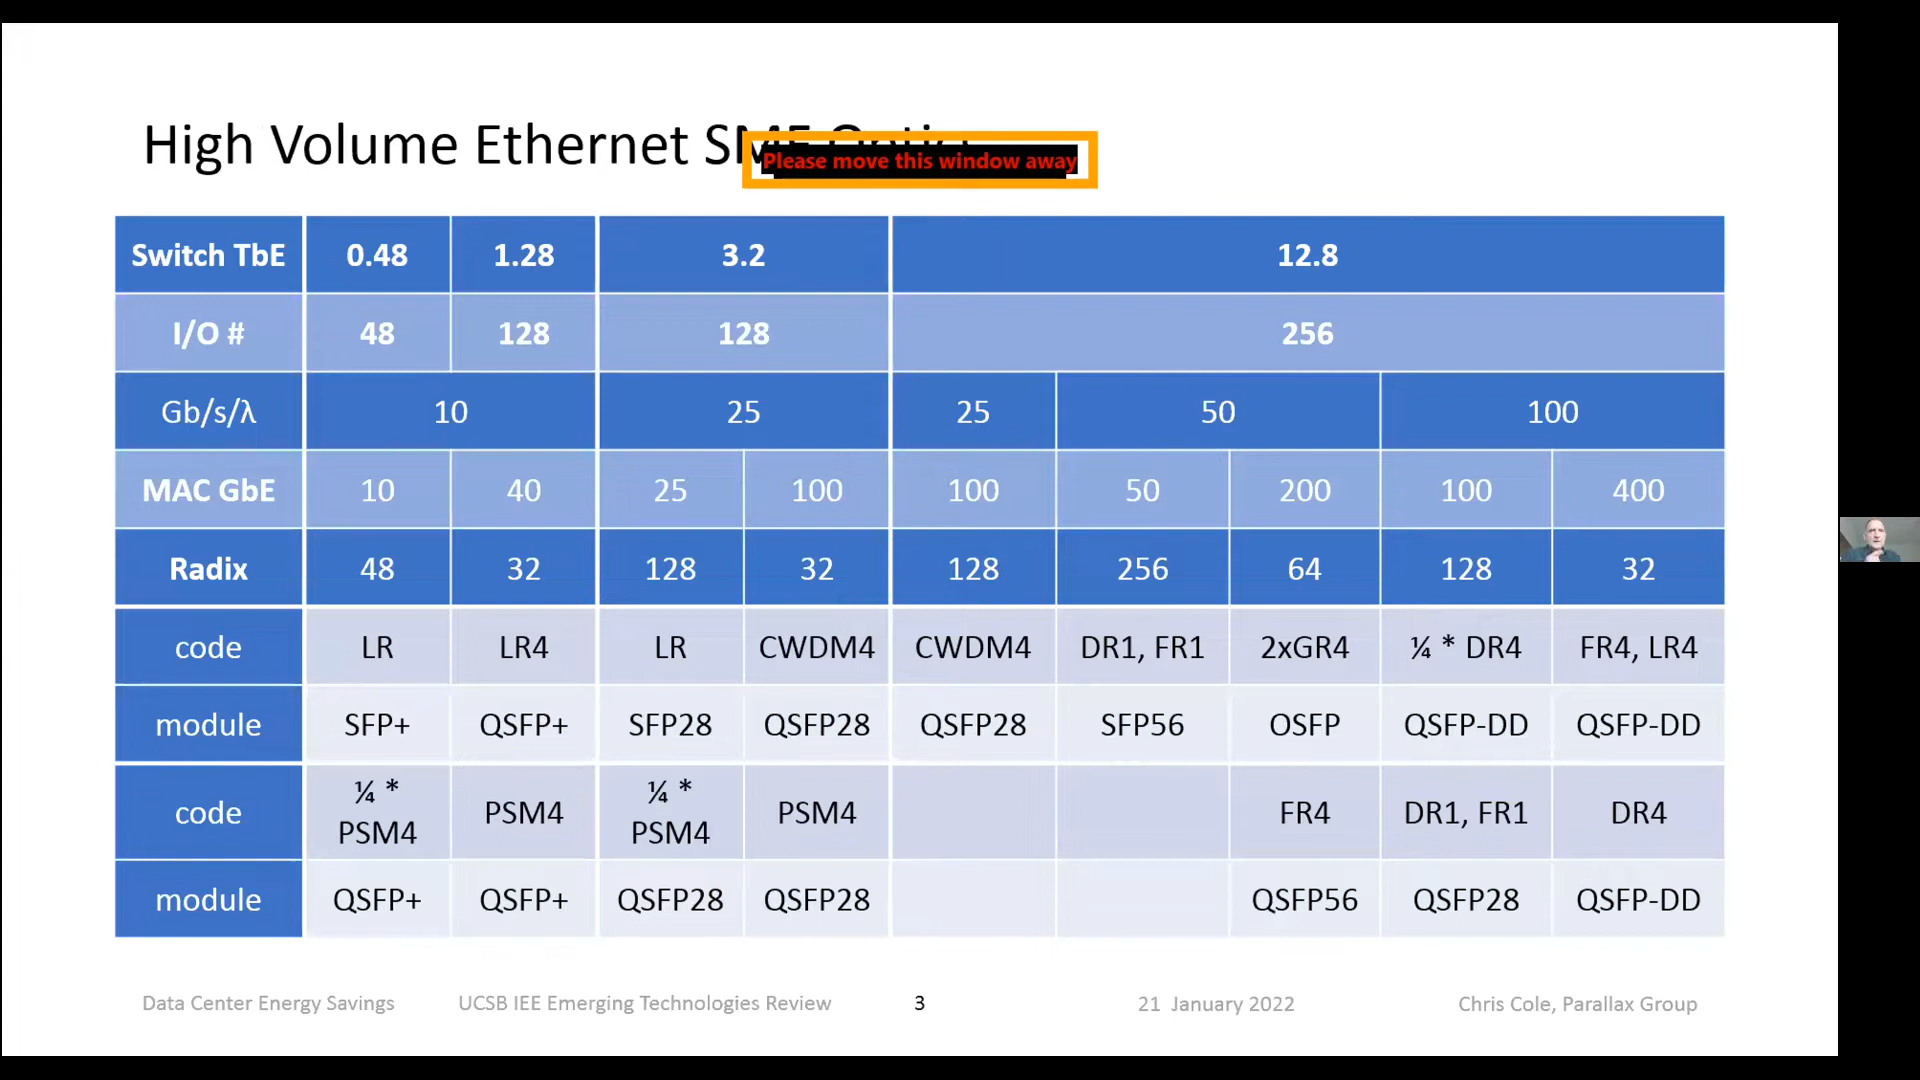 High Volume Ethernet
Please move this window away
Switch TbE 0.48 1.28 3.2 12.8
I/O # 48 128 128 256
Gb/s/λ 10 25 25 50 100
MAC GbE 10 40 25 100 100 50 200 100 400
Radix 48 32 128 32 128 256 64 128 32
code LR LR4 LR CWDM4 CWDM4 DR1, FR1 2xGR4 ¼ * DR4 FR4, LR4
module SFP+ QSFP+ SFP28 QSFP28 QSFP28 SFP56 OSFP QSFP-DD QSFP-DD
code ¼ * PSM4 PSM4 ¼ * PSM4 PSM4 FR4 DR1, FR1 DR4
module QSFP+ QSFP+ QSFP28 QSFP28 QSFP56 QSFP28 QSFP-DD
Data Center Energy Savings UCSB IEE Emerging Technologies Review 3 21 January 2022 Chris Cole, Parallax Group